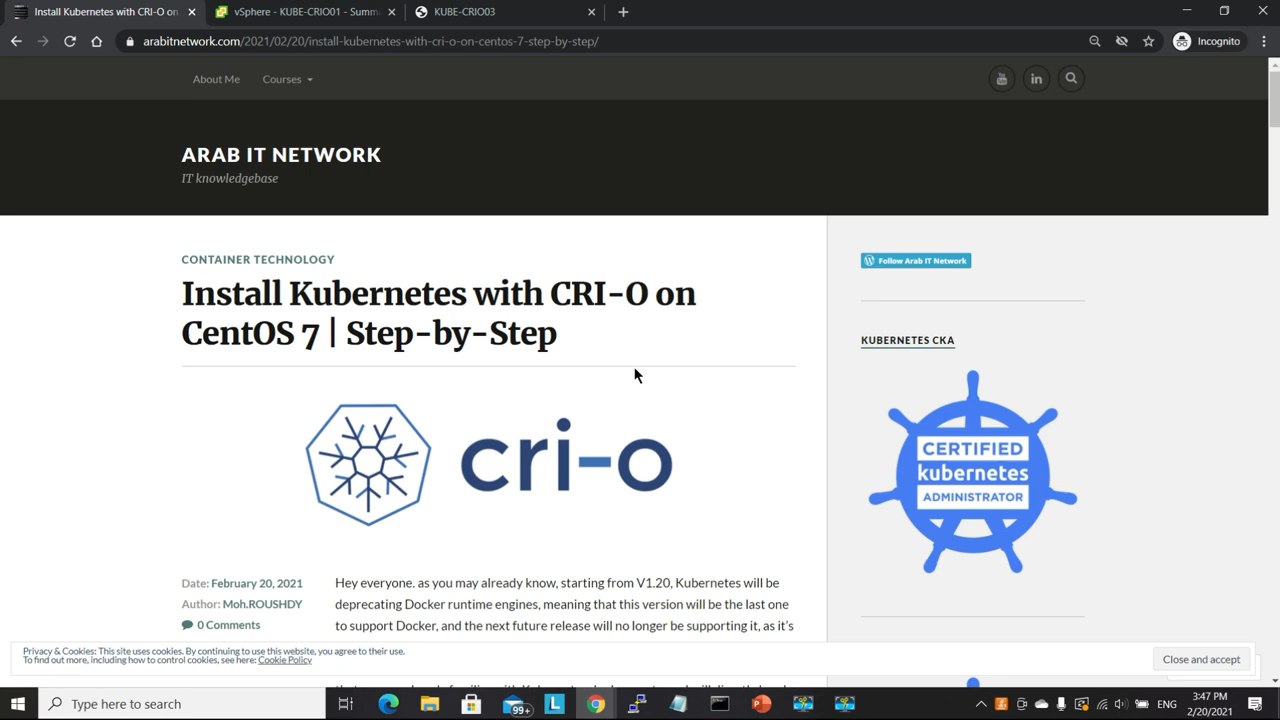 Install Kubernetes with CRI-O on
vSphere - KUBE-CRIO01 - Summ
KUBE-CRIO03
arabitnetwork.com/2021/02/20/install-kubernetes-with-cri-o-on-centos-7-step-by-step/
Incognito
About Me
Courses
You
in
ARAB IT NETWORK
IT knowledgebase
CONTAINER TECHNOLOGY
Install Kubernetes with CRI-O on
CentOS 7 | Step-by-Step
cri-o
Date: February 20, 2021
Author: Moh.ROUSHDY
0 Comments
Hey everyone. as you may already know, starting from V1.20, Kubernetes will be
deprecating Docker runtime engines, meaning that this version will be the last one
to support Docker, and the next future release will no longer be supporting it, as it's
Follow Arab IT Network
KUBERNETES CKA
CERTIFIED
kubernetes
ADMINISTRATOR
Privacy & Cookies: This site uses cookies. By continuing to use this website, you agree to their use.
To find out more, including how to control cookies, see here: Cookie Policy
Close and accept
Type here to search
99+
L
ENG
3:47 PM
2/20/2021